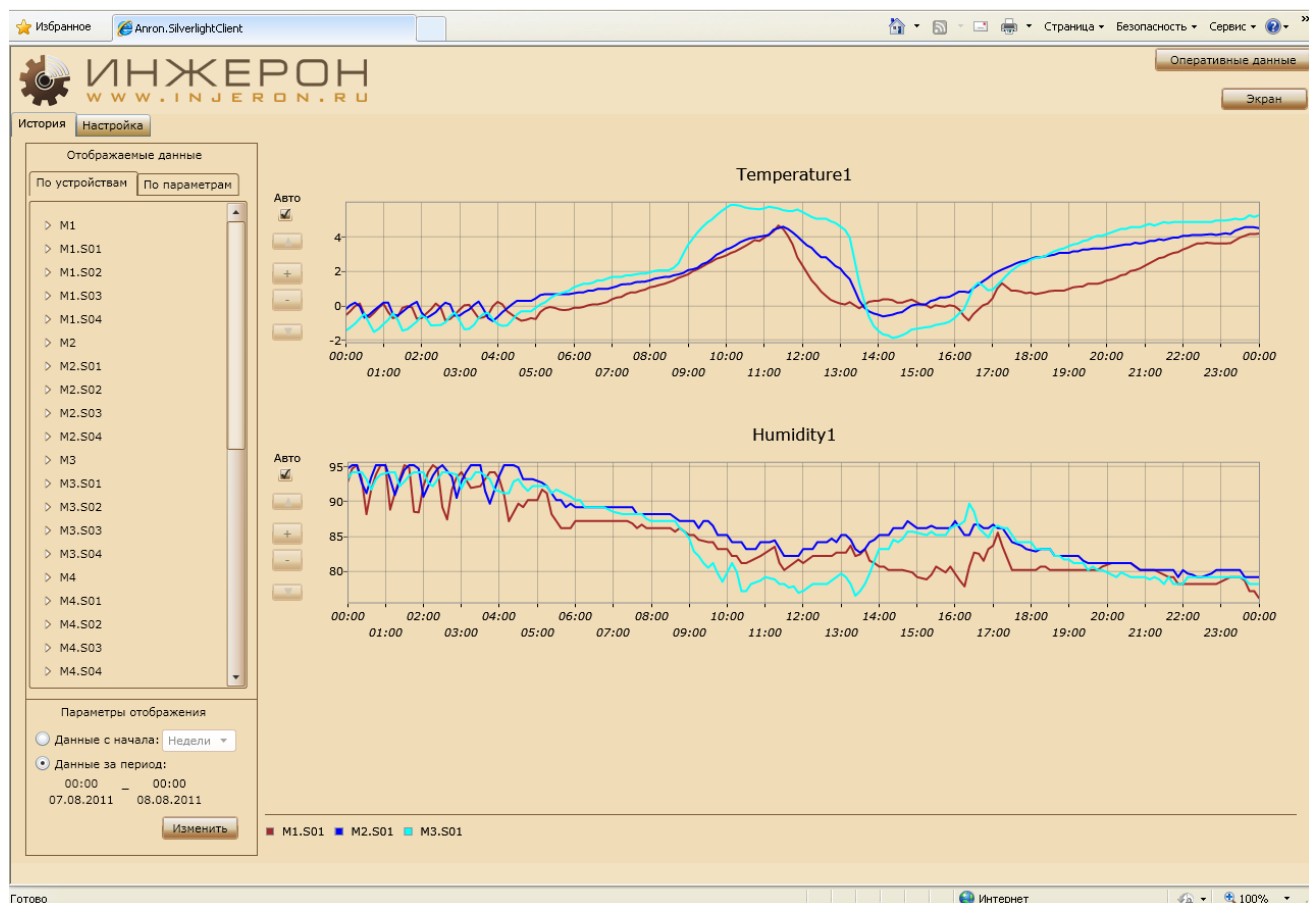 Избранное
Anron.SilverlightClient
Страница
Безопасность
Сервис
ИНЖЕРОН
WWW.INJERON.RU
Оперативные данные
Экран
История
Настройка
Отображаемые данные
По устройствам
По параметрам
M1
M1.S01
M1.S02
M1.S03
M1.S04
M2
M2.S01
M2.S02
M2.S03
M2.S04
M3
M3.S01
M3.S02
M3.S03
M3.S04
M4
M4.S01
M4.S02
M4.S03
M4.S04
Параметры отображения
Данные с начала: Недели
Данные за период:
00:00 – 00:00
07.08.2011 08.08.2011
Изменить
Temperature1
Авто
+
-
4
2
0
-2
00:00 02:00 04:00 06:00 08:00 10:00 12:00 14:00 16:00 18:00 20:00 22:00 00:00
01:00 03:00 05:00 07:00 09:00 11:00 13:00 15:00 17:00 19:00 21:00 23:00
Humidity1
Авто
+
-
95
90
85
80
00:00 02:00 04:00 06:00 08:00 10:00 12:00 14:00 16:00 18:00 20:00 22:00 00:00
01:00 03:00 05:00 07:00 09:00 11:00 13:00 15:00 17:00 19:00 21:00 23:00
M1.S01 M2.S01 M3.S01
Готово
Интернет
100%